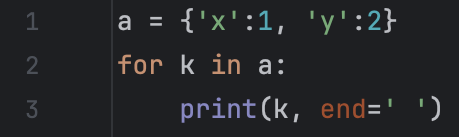 1 a = {'x':1, 'y':2}
2 for k in a:
3     print(k, end=' ')